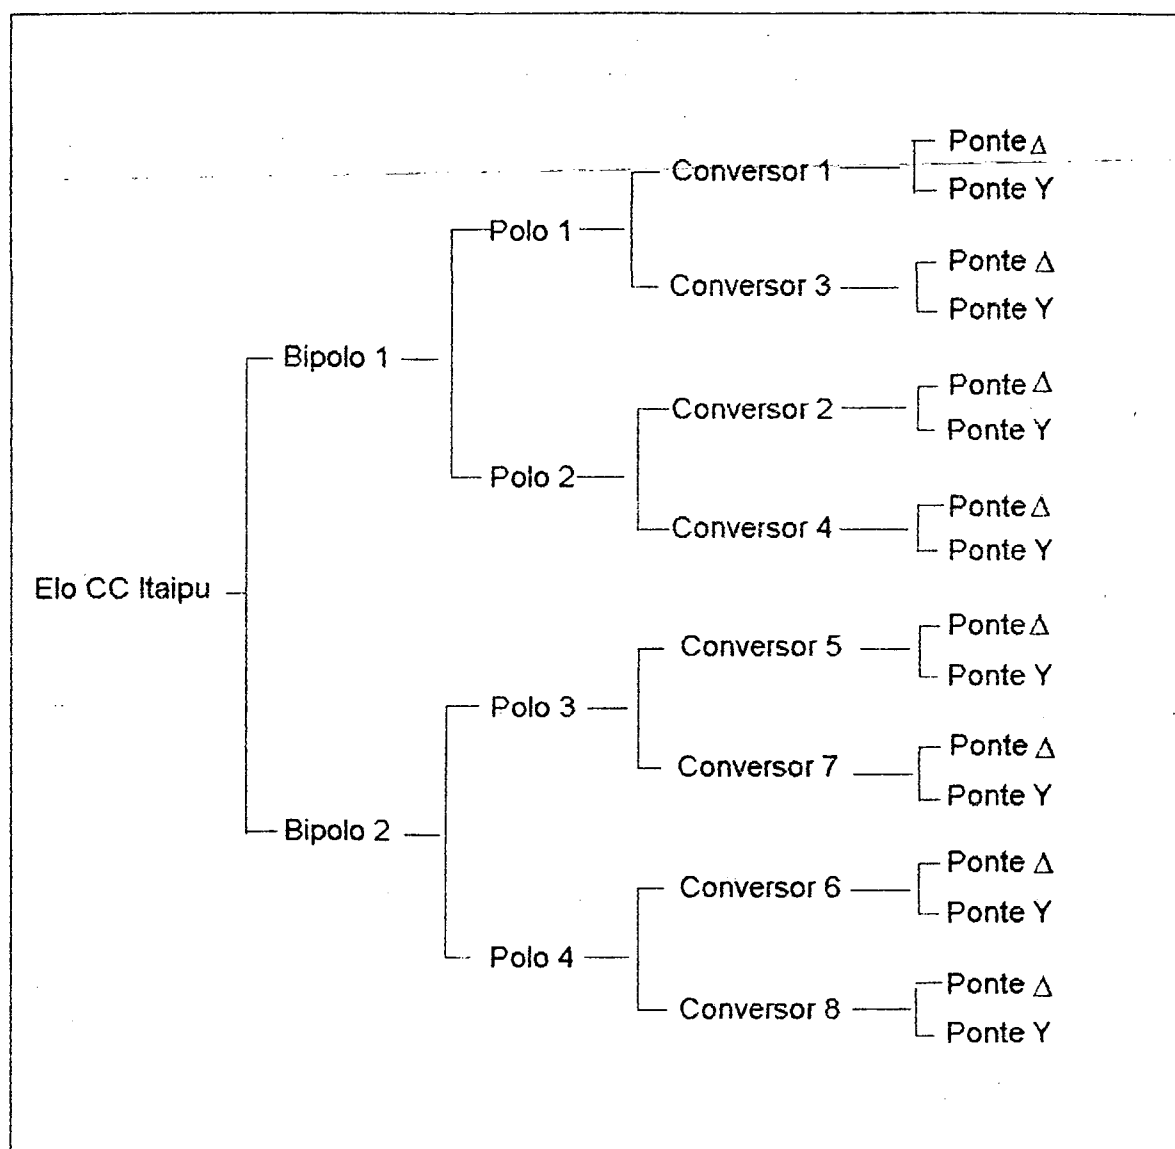 Ponte Δ
Conversor 1
Ponte Y
Polo 1
Ponte Δ
Conversor 3
Ponte Y
Bipolo 1
Ponte Δ
Conversor 2
Ponte Y
Polo 2
Ponte Δ
Conversor 4
Ponte Y
Elo CC Itaipu
Ponte Δ
Conversor 5
Ponte Y
Polo 3
Ponte Δ
Conversor 7
Ponte Y
Bipolo 2
Ponte Δ
Conversor 6
Ponte Y
Polo 4
Ponte Δ
Conversor 8
Ponte Y